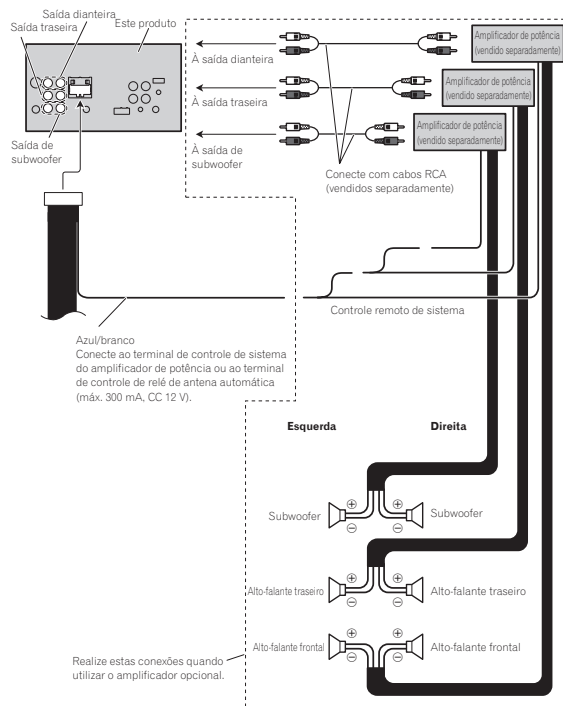 Saída dianteira
Saída traseira
Este produto
Saída de
subwoofer
À saída dianteira
À saída traseira
À saída de
subwoofer
Amplificador de potência
(vendido separadamente)
Amplificador de potência
(vendido separadamente)
Amplificador de potência
(vendido separadamente)
Conecte com cabos RCA
(vendidos separadamente)
Controle remoto de sistema
Azul/branco
Conecte ao terminal de controle de sistema
do amplificador de potência ou ao terminal
de controle de relé de antena automática
(máx. 300 mA, CC 12 V).
Esquerda
Direita
Subwoofer
+
−
+
−
Subwoofer
Alto-falante traseiro
+
−
+
−
Alto-falante traseiro
Alto-falante frontal
+
−
+
−
Alto-falante frontal
Realize estas conexões quando
utilizar o amplificador opcional.